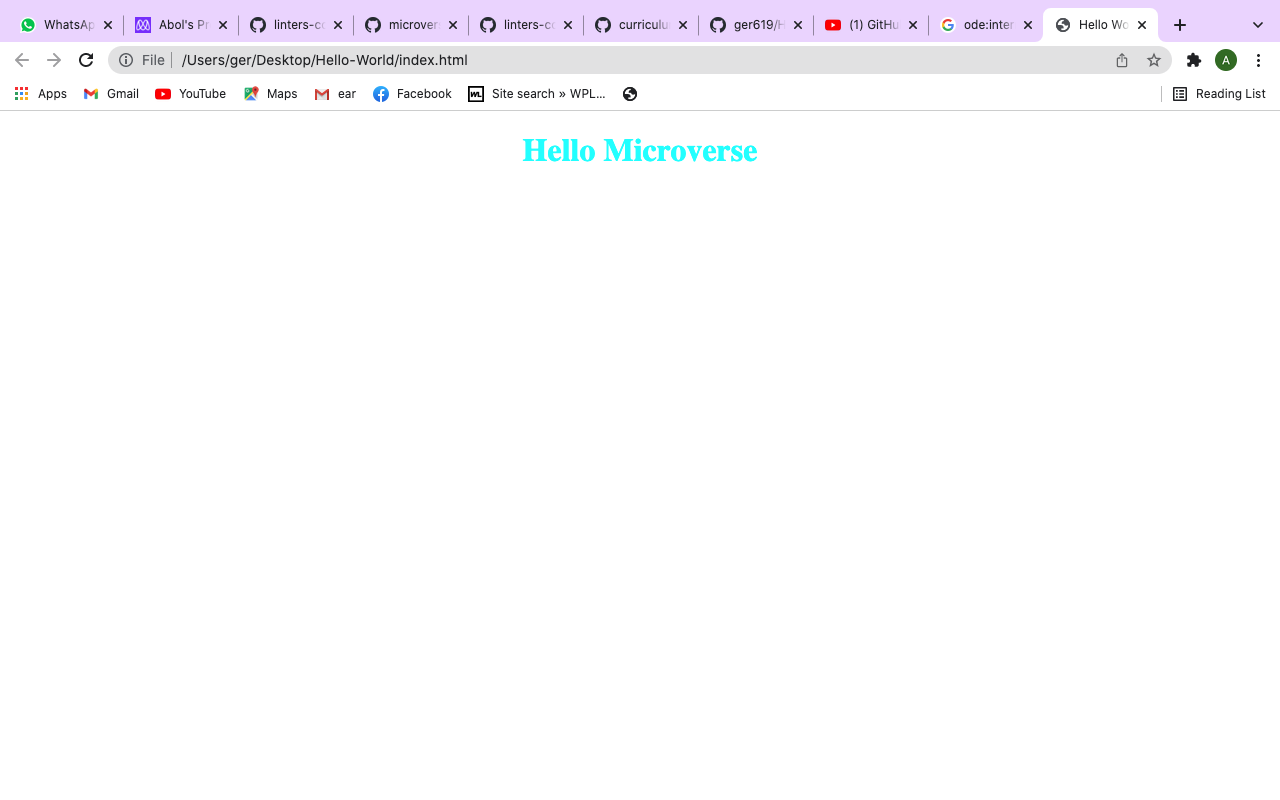 WhatsAp
Abol's Pr
linters-co
microver
linters-co
curriculu
ger619/H
(1) GitHu
ode:inter
Hello Wo
File
/Users/ger/Desktop/Hello-World/index.html
A
Apps
Gmail
YouTube
Maps
ear
Facebook
WL
Site search » WPL...
Reading List
Hello Microverse